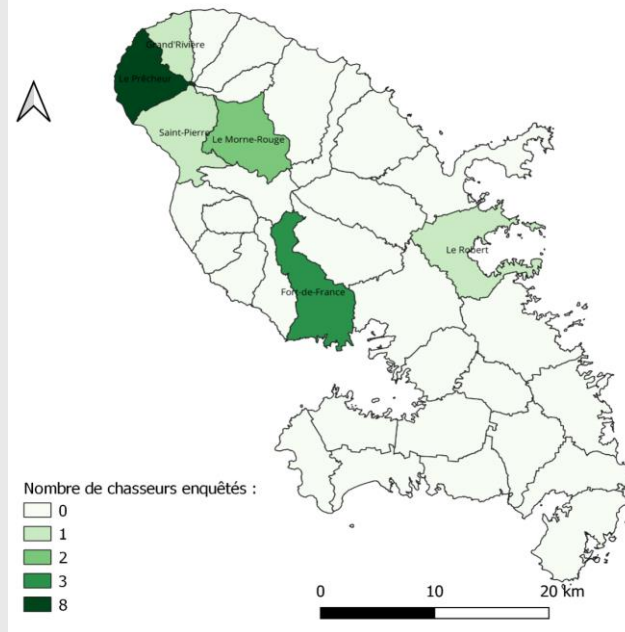 Grand'Rivière
Le Prêcheur
Saint-Pierre
Le Morne-Rouge
Le Robert
Fort-de-France
Nombre de chasseurs enquêtés :
0
1
2
3
8
0 10 20 km